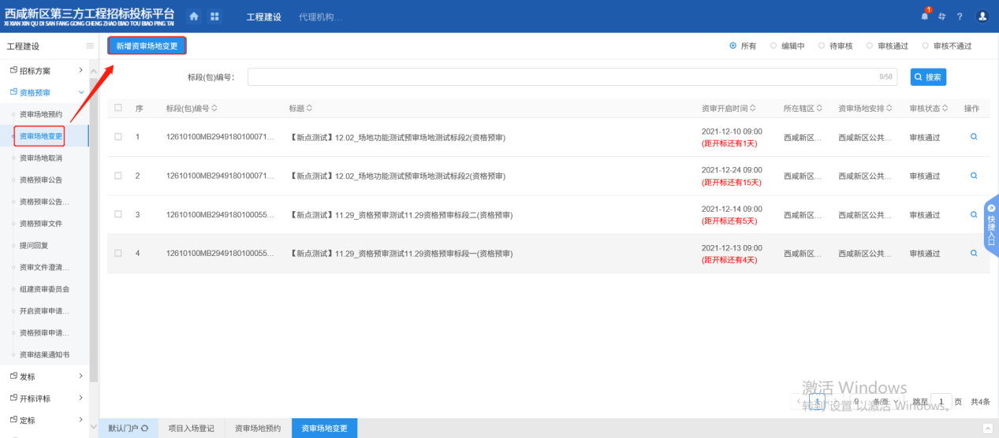 西咸新区第三方工程招标投标平台
XI XIAN XIN QU DI SAN FANG GONG CHENG ZHAO BIAO TOU BIAO PING TAI
工程建设
代理机构...
1
?
工程建设
新增资审场地变更
所有
编辑中
待审核
审核通过
审核不通过
招标方案
标段(包)编号:
0/50
搜索
资格预审
序
标段(包)编号
标题
资审开启时间
所在辖区
资审场地安排
审核状态
操作
资审场地预约
资审场地变更
资审场地取消
资格预审公告
资格预审公告...
资格预审文件
提问回复
资审文件澄清...
组建资审委员会
开启资审申请...
资格预审申请...
资审结果通知书
发标
开标评标
定标
1
12610100MB2949180100071...
【新点测试】12.02_场地功能测试预审场地测试标段2(资格预审)
2021-12-10 09:00
(距开标还有1天)
西咸新区...
西咸新区公共...
审核通过
2
12610100MB2949180100071...
【新点测试】12.02_场地功能测试预审场地测试标段2(资格预审)
2021-12-24 09:00
(距开标还有15天)
西咸新区...
西咸新区公共...
审核通过
3
12610100MB2949180100055...
【新点测试】11.29_资格预审测试11.29资格预审标段二(资格预审)
2021-12-14 09:00
(距开标还有5天)
西咸新区...
西咸新区公共...
审核通过
4
12610100MB2949180100055...
【新点测试】11.29_资格预审测试11.29资格预审标段一(资格预审)
2021-12-13 09:00
(距开标还有4天)
西咸新区...
西咸新区公共...
审核通过
快捷入口
激活 Windows
转到"设置"以激活 Windows。
1
9
条/页
跳至
1
页
共4条
默认门户
项目入场登记
资审场地预约
资审场地变更